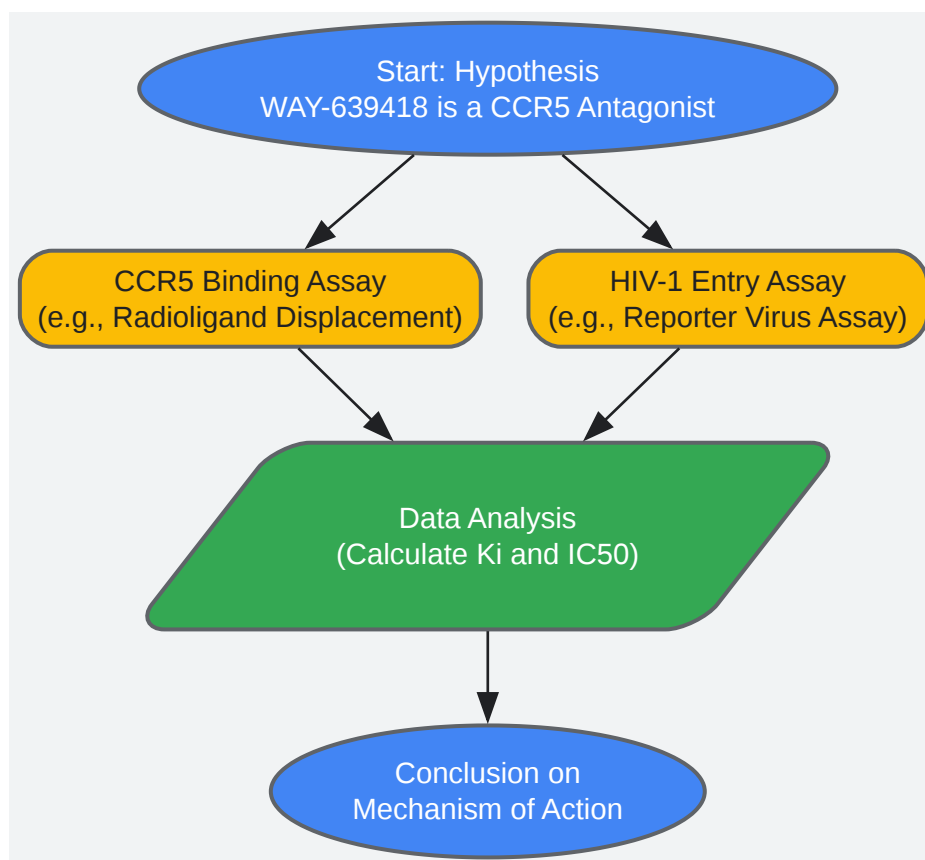 Start: Hypothesis
WAY-639418 is a CCR5 Antagonist
CCR5 Binding Assay
(e.g., Radioligand Displacement)
HIV-1 Entry Assay
(e.g., Reporter Virus Assay)
Data Analysis
(Calculate Ki and IC50)
Conclusion on
Mechanism of Action